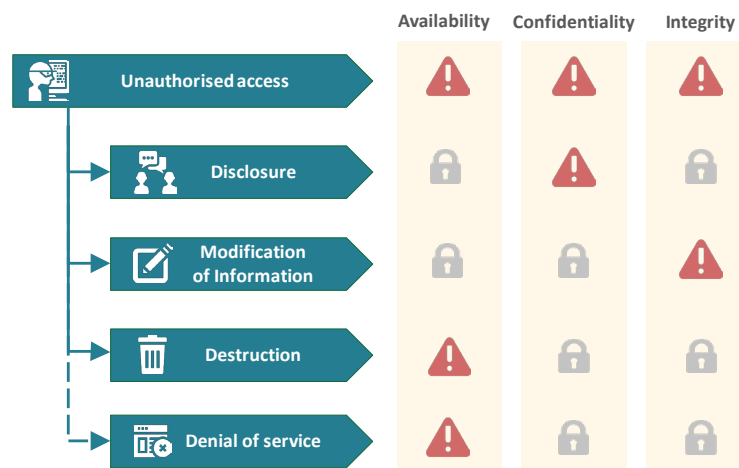 Availability
Confidentiality
Integrity
Unauthorised access
Disclosure
Modification
of Information
Destruction
Denial of service